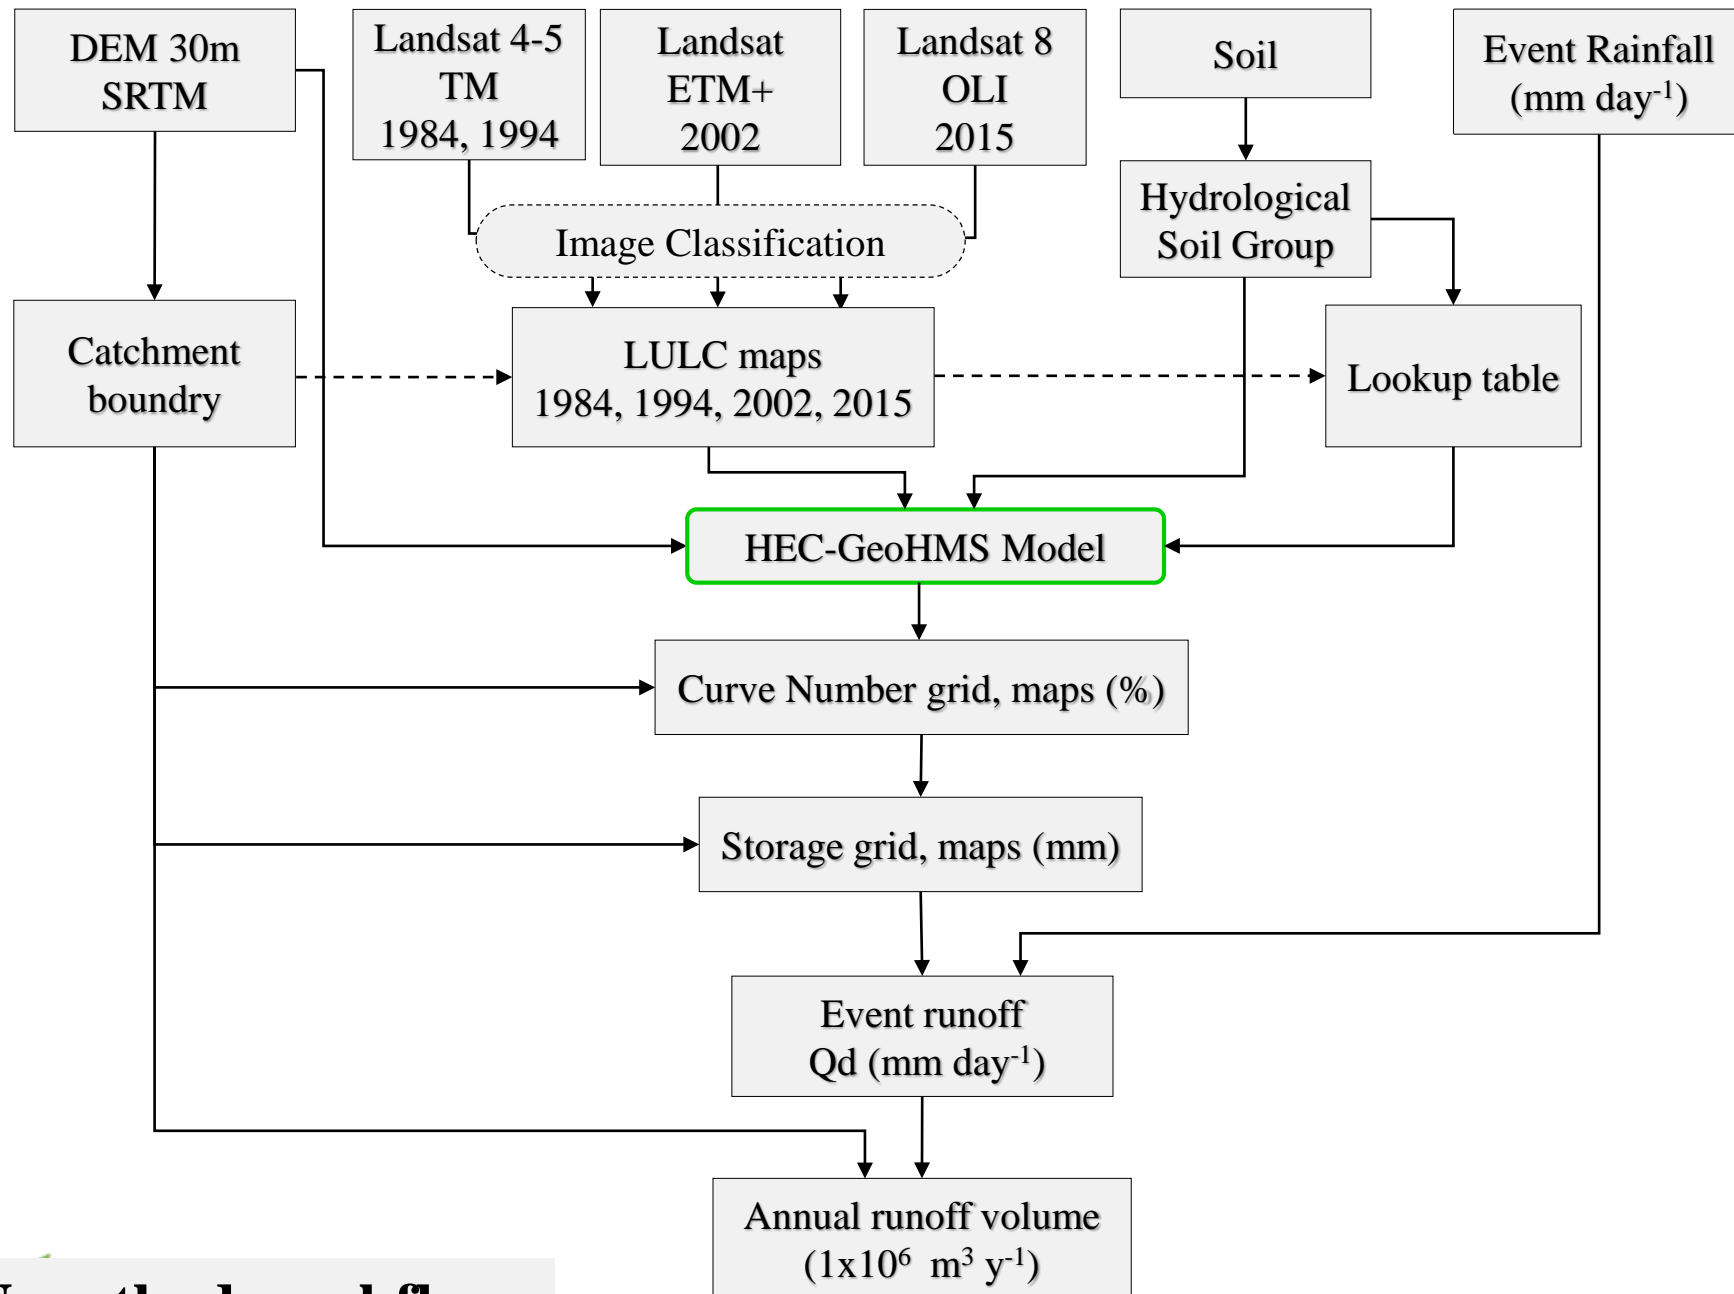 DEM 30m
SRTM
Landsat 4-5
TM
1984, 1994
Landsat
ETM+
2002
Landsat 8
OLI
2015
Soil
Event Rainfall
(mm day⁻¹)
Image Classification
Hydrological
Soil Group
Catchment
boundry
LULC maps
1984, 1994, 2002, 2015
Lookup table
HEC-GeoHMS Model
Curve Number grid, maps (%)
Storage grid, maps (mm)
Event runoff
Qd (mm day⁻¹)
Annual runoff volume
(1x10⁶ m³ y⁻¹)